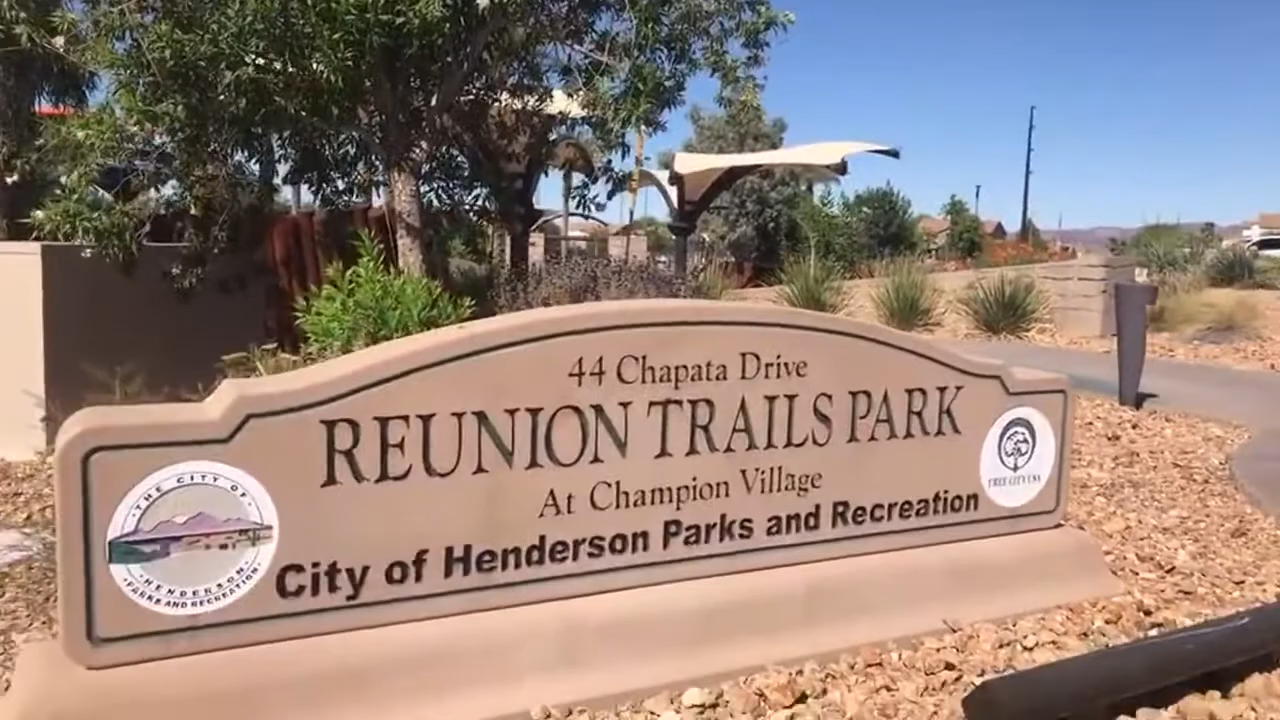 44 Chapata Drive
REUNION TRAILS PARK
At Champion Village
City of Henderson Parks and Recreation
THE CITY OF
HENDERSON
PARKS AND RECREATION
TREE CITY USA